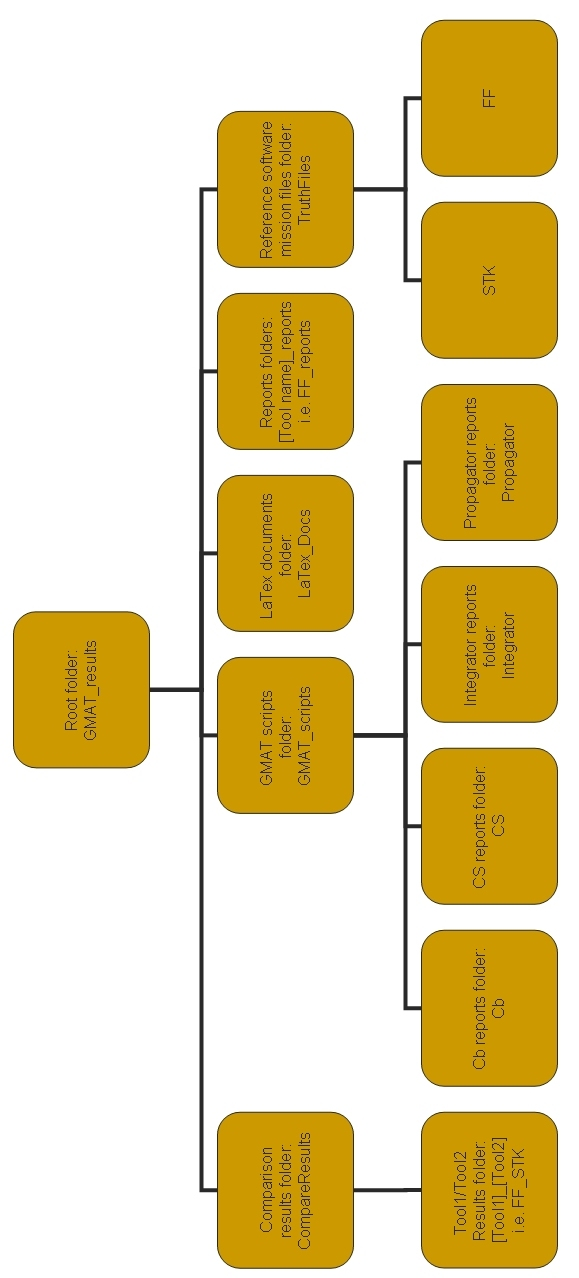 Root folder:
GMAT_results
Comparison
results folder:
CompareResults
GMAT scripts
folder:
GMAT_scripts
LaTex documents
folder:
LaTex_Docs
Reports folders:
[Tool name]_reports
i.e. FF_reports
Reference software
mission files folder:
TruthFiles
Tool1/Tool2
Results folder:
[Tool1]_[Tool2]
i.e. FF_STK
Cb reports folder:
Cb
CS reports folder:
CS
Integrator reports
folder:
Integrator
Propagator reports
folder:
Propagator
STK
FF